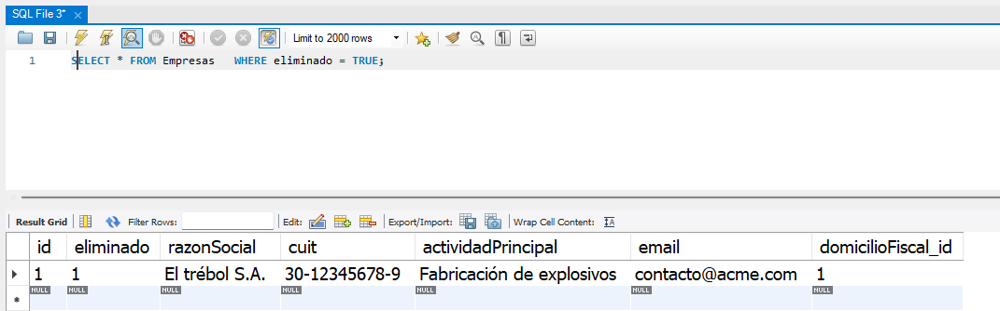 SQL File 3*
Limit to 2000 rows
1 SELECT * FROM Empresas   WHERE eliminado = TRUE;
Result Grid Filter Rows: Edit: Export/Import: Wrap Cell Content:
id eliminado razonSocial cuit actividadPrincipal email domicilioFiscal_id
1 1 El trébol S.A. 30-12345678-9 Fabricación de explosivos contacto@acme.com 1
NULL NULL NULL NULL NULL NULL NULL